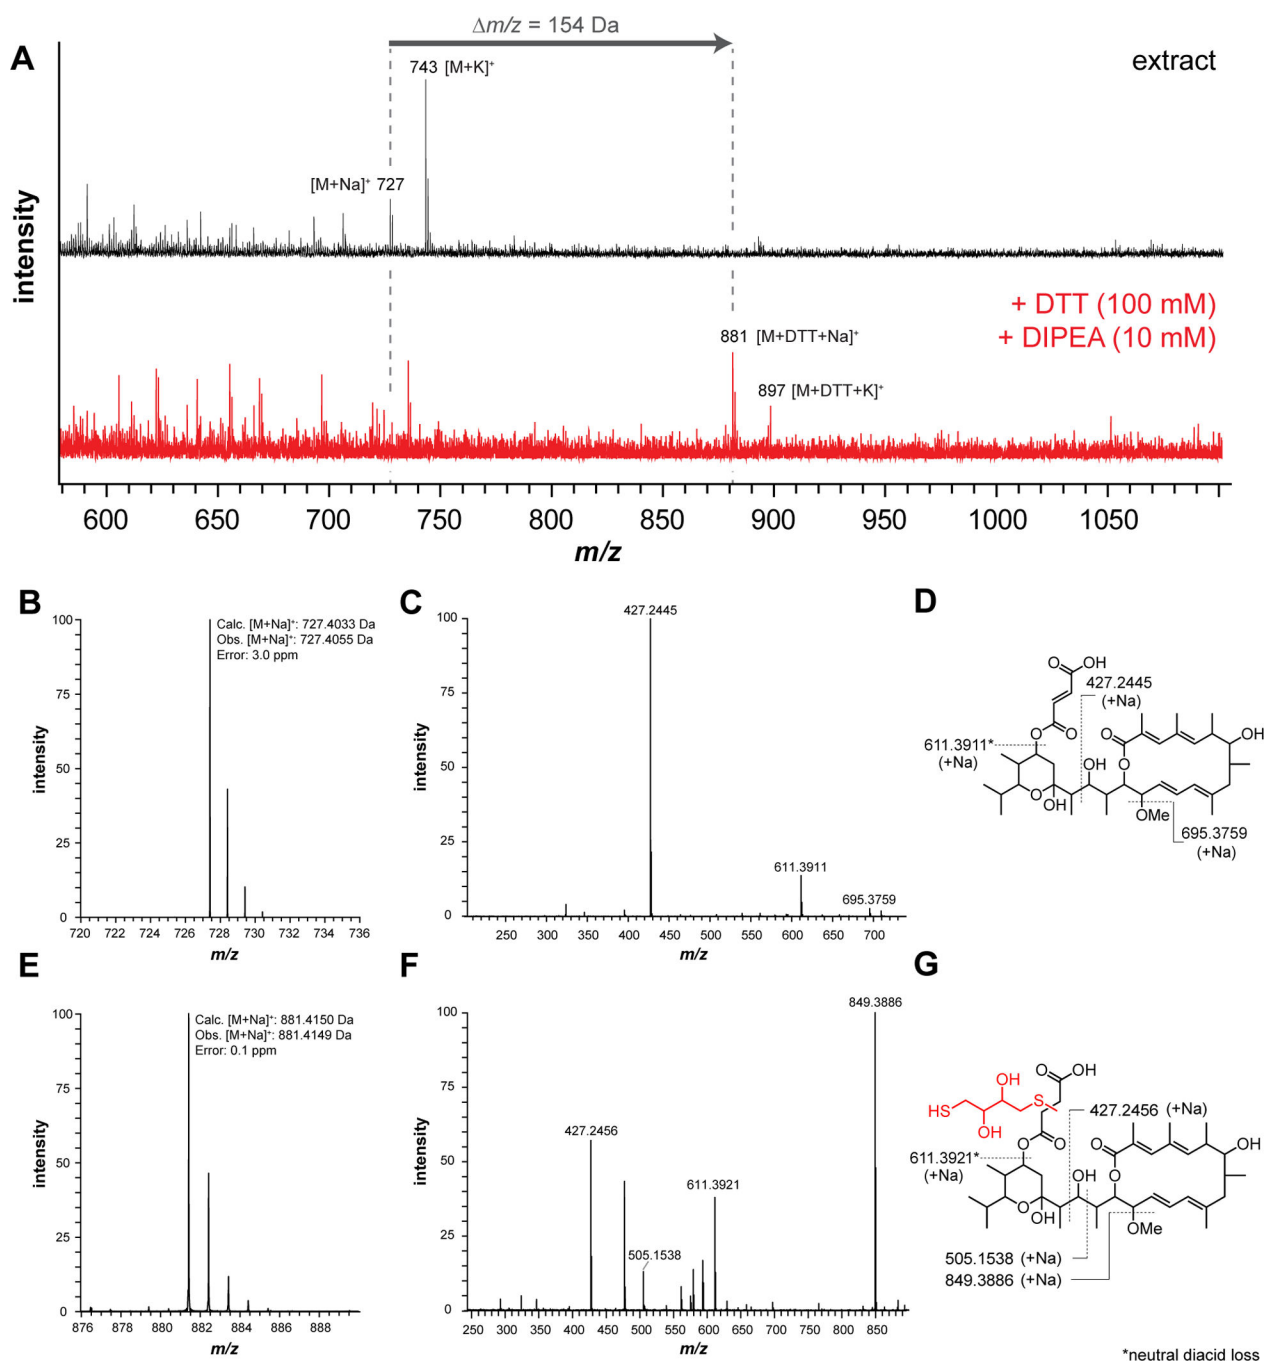 Δm/z = 154 Da
A
extract
743 [M+K]⁺
[M+Na]⁺ 727
intensity
+ DTT (100 mM)
+ DIPEA (10 mM)
881 [M+DTT+Na]⁺
897 [M+DTT+K]⁺
600 650 700 750 800 850 900 950 1000 1050
m/z
B
Calc. [M+Na]⁺: 727.4033 Da
Obs. [M+Na]⁺: 727.4055 Da
Error: 3.0 ppm
100
75
50
25
0
intensity
720 722 724 726 728 730 732 734 736
m/z
C
427.2445
611.3911
695.3759
100
75
50
25
0
intensity
250 300 350 400 450 500 550 600 650 700
m/z
D
O OH
427.2445
(+Na)
O O
611.3911*
(+Na)
OH
O
O
OH
O
OH
OMe
695.3759
(+Na)
E
Calc. [M+Na]⁺: 881.4150 Da
Obs. [M+Na]⁺: 881.4149 Da
Error: 0.1 ppm
100
75
50
25
0
intensity
876 878 880 882 884 886 888
m/z
F
849.3886
427.2456
611.3921
505.1538
100
75
50
25
0
intensity
250 300 350 400 450 500 550 600 650 700 750 800 850
m/z
G
O OH
OH
HS S
OH
427.2456 (+Na)
O O
611.3921*
(+Na)
OH
O
O
OH
O
OH
OMe
505.1538 (+Na)
849.3886 (+Na)
*neutral diacid loss